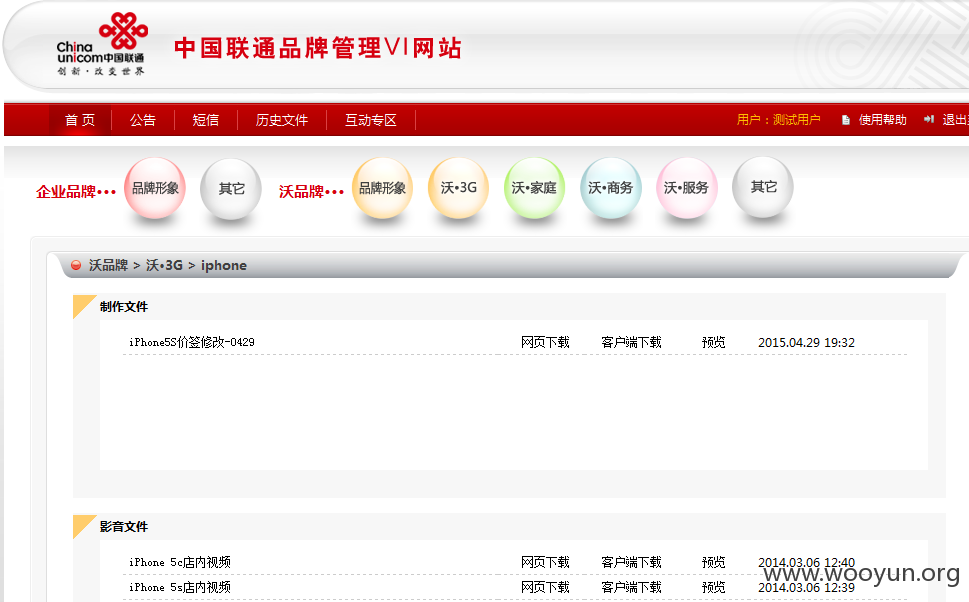 China
unicom中国联通
创新·改变世界
中国联通品牌管理VI网站
首页 公告 短信 历史文件 互动专区 用户：测试用户 使用帮助 退出
企业品牌••• 品牌形象 其它 沃品牌••• 品牌形象 沃•3G 沃•家庭 沃•商务 沃•服务 其它
沃品牌 > 沃•3G > iphone
制作文件
iPhone5S价签修改-0429 网页下载 客户端下载 预览 2015.04.29 19:32
影音文件
iPhone 5c店内视频 网页下载 客户端下载 预览 2014.03.06 12:40
iPhone 5s店内视频 网页下载 客户端下载 预览 2014.03.06 12:39
www.wooyun.org